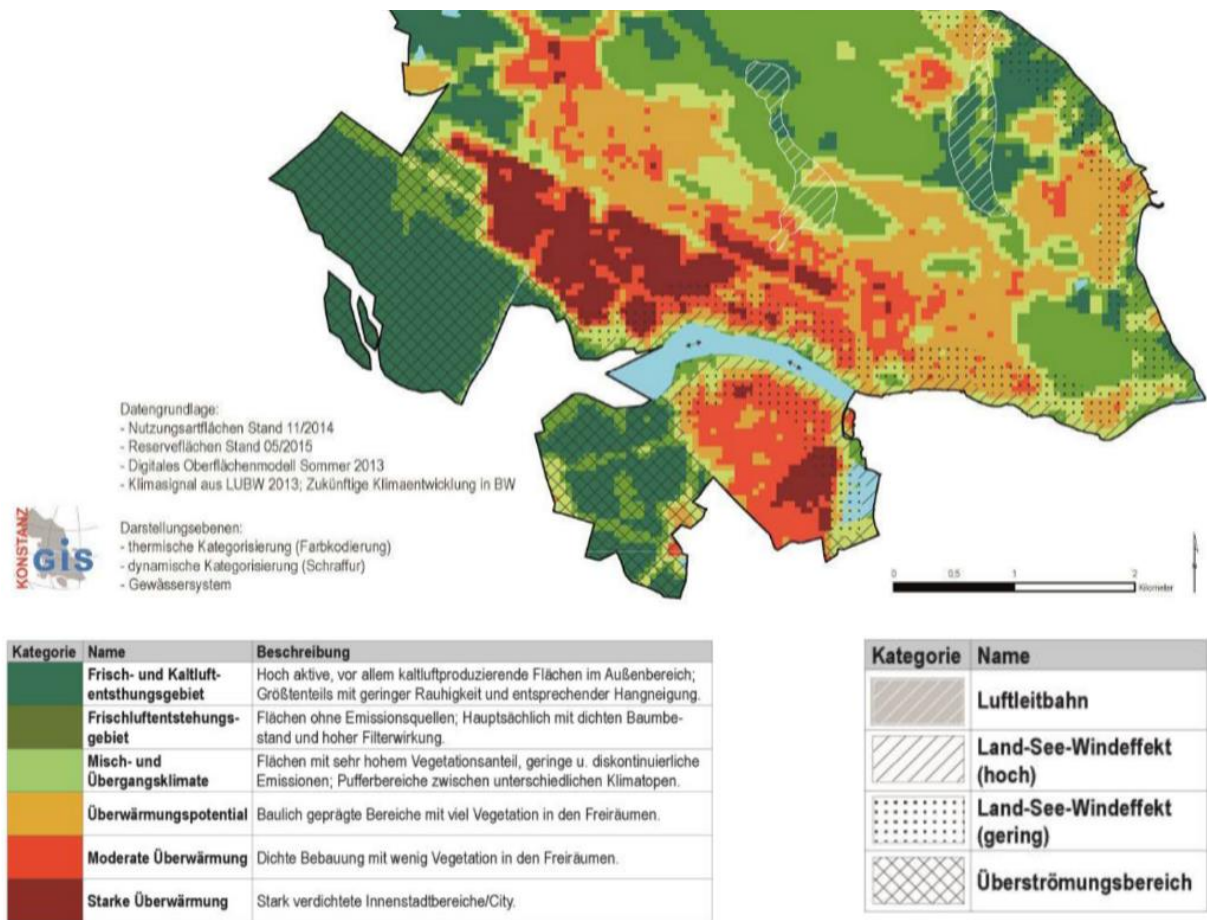 Datengrundlage:
- Nutzungsartflächen Stand 11/2014
- Reserveflächen Stand 05/2015
- Digitales Oberflächenmodell Sommer 2013
- Klimasignal aus LUBW 2013; Zukünftige Klimaentwicklung in BW
Darstellungsebenen:
- thermische Kategorisierung (Farbkodierung)
- dynamische Kategorisierung (Schraffur)
- Gewässersystem
KONSTANZ
GIS
0 0,5 1 2
Kilometer
Kategorie Name Beschreibung
Frisch- und Kaltluft-
entsthungsgebiet
Hoch aktive, vor allem kaltluftproduzierende Flächen im Außenbereich;
Größtenteils mit geringer Rauhigkeit und entsprechender Hangneigung.
Frischluftentstehungs-
gebiet
Flächen ohne Emissionsquellen; Hauptsächlich mit dichten Baumbe-
stand und hoher Filterwirkung.
Misch- und
Übergangsklimate
Flächen mit sehr hohem Vegetationsanteil, geringe u. diskontinuierliche
Emissionen; Pufferbereiche zwischen unterschiedlichen Klimatopen.
Überwärmungspotential Baulich geprägte Bereiche mit viel Vegetation in den Freiräumen.
Moderate Überwärmung Dichte Bebauung mit wenig Vegetation in den Freiräumen.
Starke Überwärmung Stark verdichtete Innenstadtbereiche/City.
Kategorie Name
Luftleitbahn
Land-See-Windeffekt
(hoch)
Land-See-Windeffekt
(gering)
Überströmungsbereich